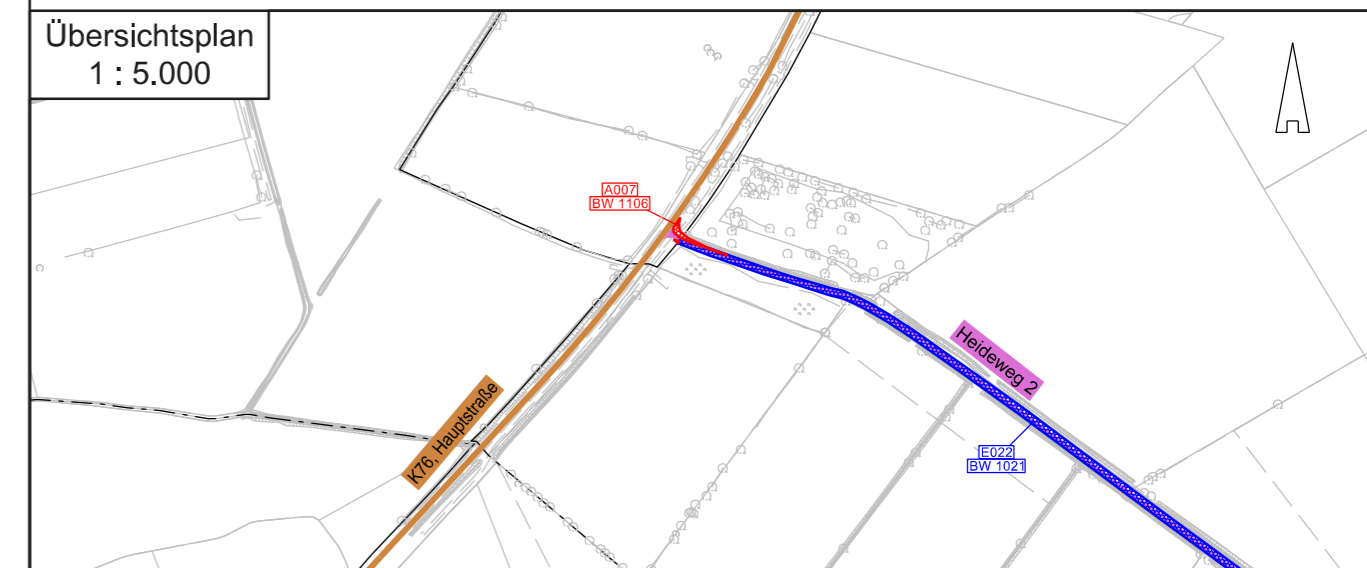 Übersichtsplan
1 : 5.000
A007
BW 1106
Heideweg 2
K76, Hauptstraße
E022
BW 1021